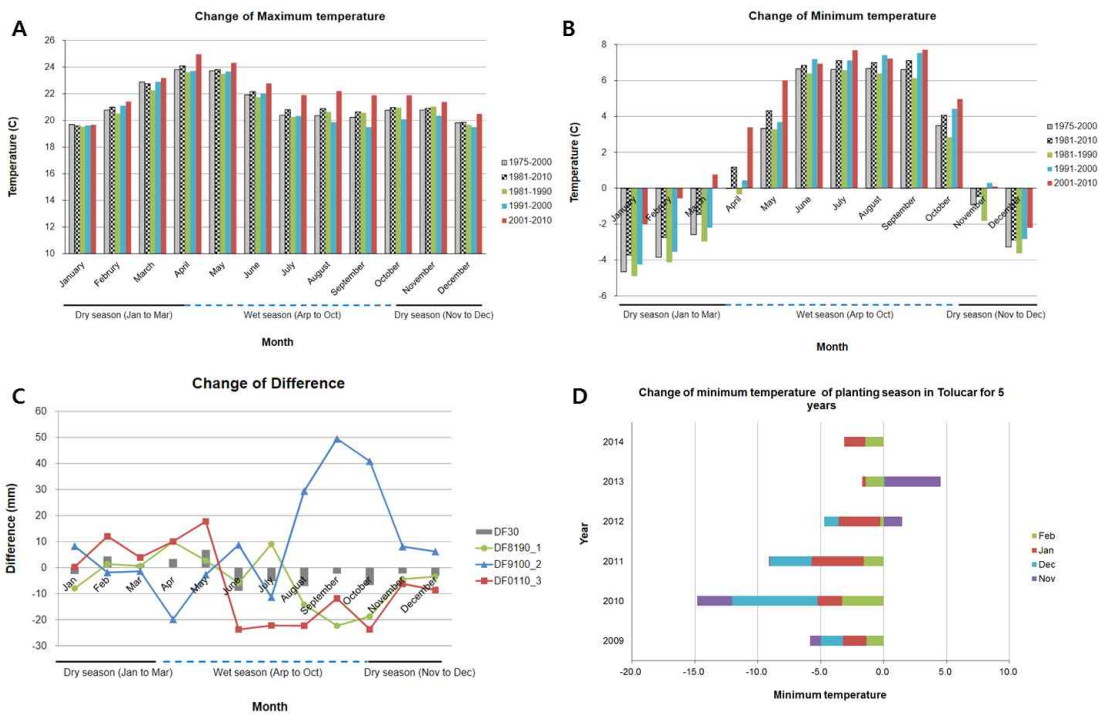 A
Change of Maximum temperature
Temperature (C)
26
24
22
20
18
16
14
12
10
January
Februry
March
April
May
June
July
August
September
October
November
December
1975-2000
1981-2010
1981-1990
1991-2000
2001-2010
Dry season (Jan to Mar)
Wet season (Arp to Oct)
Dry season (Nov to Dec)
Month
B
Change of Minimum temperature
Temperature (C)
8
6
4
2
0
-2
-4
-6
January
February
March
April
May
June
July
August
September
October
November
December
1975-2000
1981-2010
1981-1990
1991-2000
2001-2010
Dry season (Jan to Mar)
Wet season (Arp to Oct)
Dry season (Nov to Dec)
Month
C
Change of Difference
Difference (mm)
60
50
40
30
20
10
0
-10
-20
-30
Jan
Feb
Mar
Apr
May
June
July
August
September
October
November
December
DF30
DF8190_1
DF9100_2
DF0110_3
Dry season (Jan to Mar)
Wet season (Arp to Oct)
Dry season (Nov to Dec)
Month
D
Change of minimum temperature of planting season in Tolucar for 5
years
Year
2014
2013
2012
2011
2010
2009
-20.0
-15.0
-10.0
-5.0
0.0
5.0
10.0
Feb
Jan
Dec
Nov
Minimum temperature